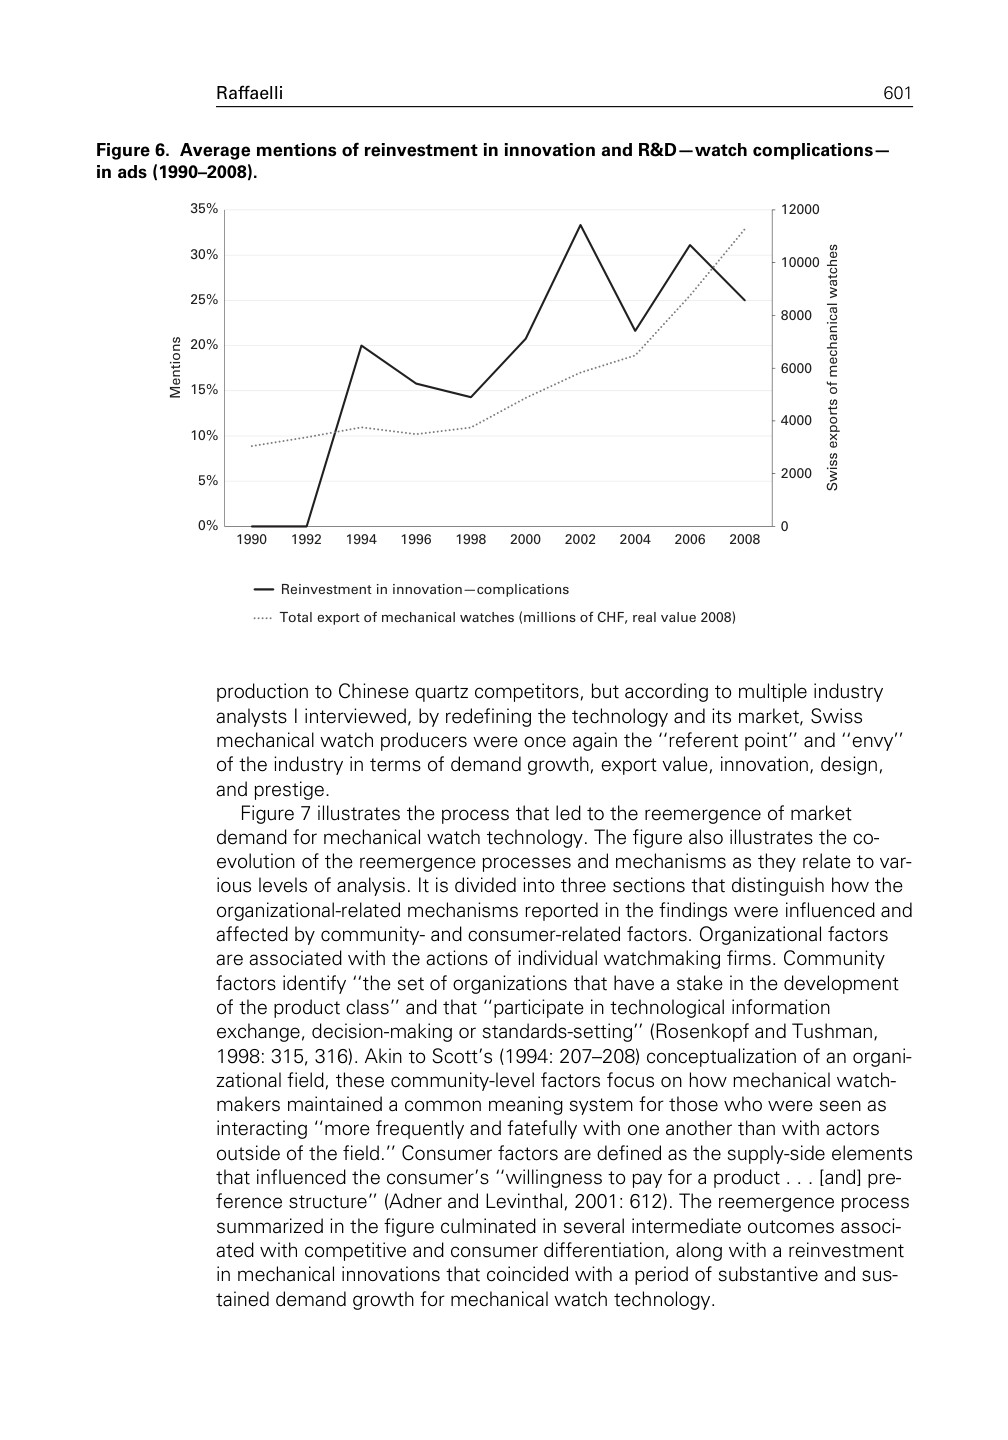 Raffaelli 601
Figure 6. Average mentions of reinvestment in innovation and R&D—watch complications—
in ads (1990–2008).
35%
30%
25%
20%
15%
10%
5%
0%
Mentions
12000
10000
8000
6000
4000
2000
0
Swiss exports of mechanical watches
1990 1992 1994 1996 1998 2000 2002 2004 2006 2008
Reinvestment in innovation—complications
Total export of mechanical watches (millions of CHF, real value 2008)
production to Chinese quartz competitors, but according to multiple industry
analysts I interviewed, by redefining the technology and its market, Swiss
mechanical watch producers were once again the ‘‘referent point’’ and ‘‘envy’’
of the industry in terms of demand growth, export value, innovation, design,
and prestige.
Figure 7 illustrates the process that led to the reemergence of market
demand for mechanical watch technology. The figure also illustrates the co-
evolution of the reemergence processes and mechanisms as they relate to var-
ious levels of analysis. It is divided into three sections that distinguish how the
organizational-related mechanisms reported in the findings were influenced and
affected by community- and consumer-related factors. Organizational factors
are associated with the actions of individual watchmaking firms. Community
factors identify ‘‘the set of organizations that have a stake in the development
of the product class’’ and that ‘‘participate in technological information
exchange, decision-making or standards-setting’’ (Rosenkopf and Tushman,
1998: 315, 316). Akin to Scott’s (1994: 207–208) conceptualization of an organi-
zational field, these community-level factors focus on how mechanical watch-
makers maintained a common meaning system for those who were seen as
interacting ‘‘more frequently and fatefully with one another than with actors
outside of the field.’’ Consumer factors are defined as the supply-side elements
that influenced the consumer’s ‘‘willingness to pay for a product . . . [and] pre-
ference structure’’ (Adner and Levinthal, 2001: 612). The reemergence process
summarized in the figure culminated in several intermediate outcomes associ-
ated with competitive and consumer differentiation, along with a reinvestment
in mechanical innovations that coincided with a period of substantive and sus-
tained demand growth for mechanical watch technology.